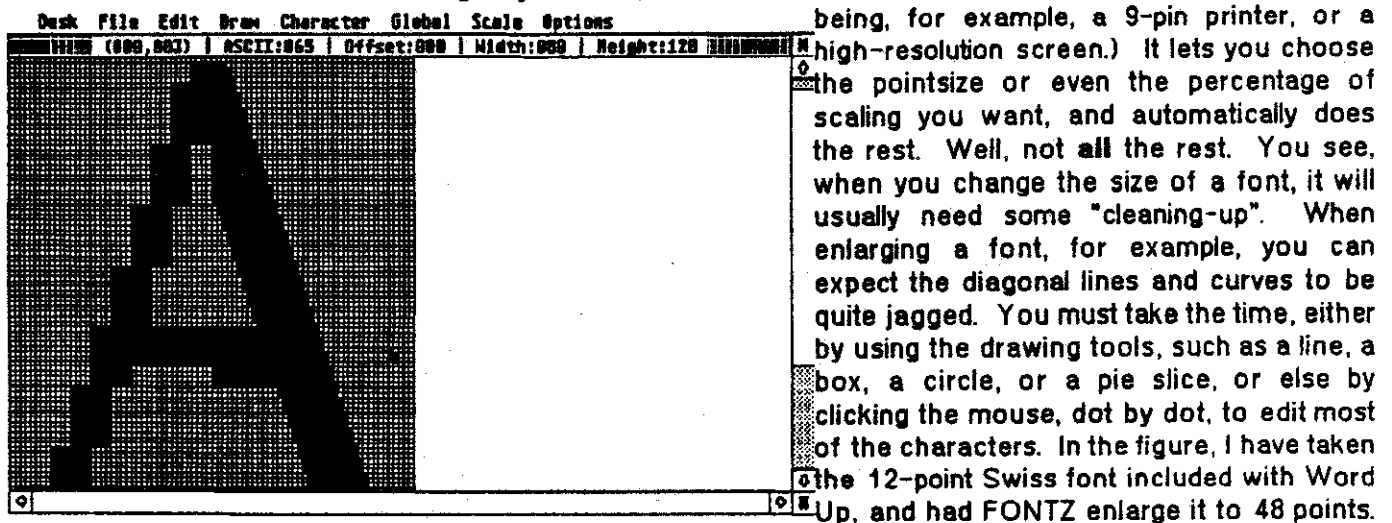 Desk File Edit Draw Character Global Scale Options
ASCII:065 | Offset:000 | Width: | Height:128
being, for example, a 9-pin printer, or a
high-resolution screen.) It lets you choose
the pointsize or even the percentage of
scaling you want, and automatically does
the rest. Well, not all the rest. You see,
when you change the size of a font, it will
usually need some "cleaning-up". When
enlarging a font, for example, you can
expect the diagonal lines and curves to be
quite jagged. You must take the time, either
by using the drawing tools, such as a line, a
box, a circle, or a pie slice, or else by
clicking the mouse, dot by dot, to edit most
of the characters. In the figure, I have taken
the 12-point Swiss font included with Word
Up, and had FONTZ enlarge it to 48 points.